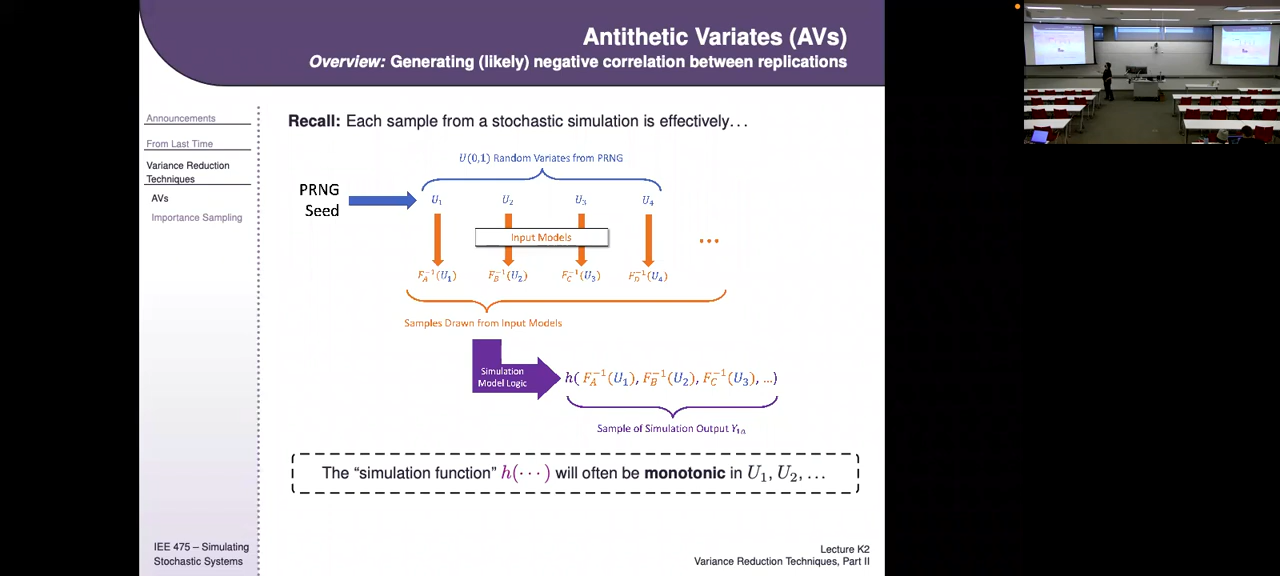 Antithetic Variates (AVs)
Overview: Generating (likely) negative correlation between replications
Announcements
From Last Time
Variance Reduction
Techniques
AVs
Importance Sampling
Recall: Each sample from a stochastic simulation is effectively…
U(0,1) Random Variates from PRNG
PRNG
Seed
U₁ U₂ U₃ U₄
Input Models
…
F_A⁻¹(U₁) F_B⁻¹(U₂) F_C⁻¹(U₃) F_D⁻¹(U₄)
Samples Drawn from Input Models
Simulation
Model Logic
h( F_A⁻¹(U₁), F_B⁻¹(U₂), F_C⁻¹(U₃), …)
Sample of Simulation Output
The “simulation function” h(⋯) will often be monotonic in U₁, U₂, …
IEE 475 – Simulating
Stochastic Systems
Lecture K2
Variance Reduction Techniques, Part II